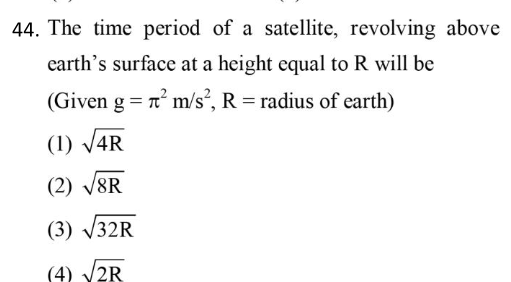 44. The time period of a satellite, revolving above
earth's surface at a height equal to R will be
(Given g = π² m/s², R = radius of earth)
(1) √4R
(2) √8R
(3) √32R
(4) √2R